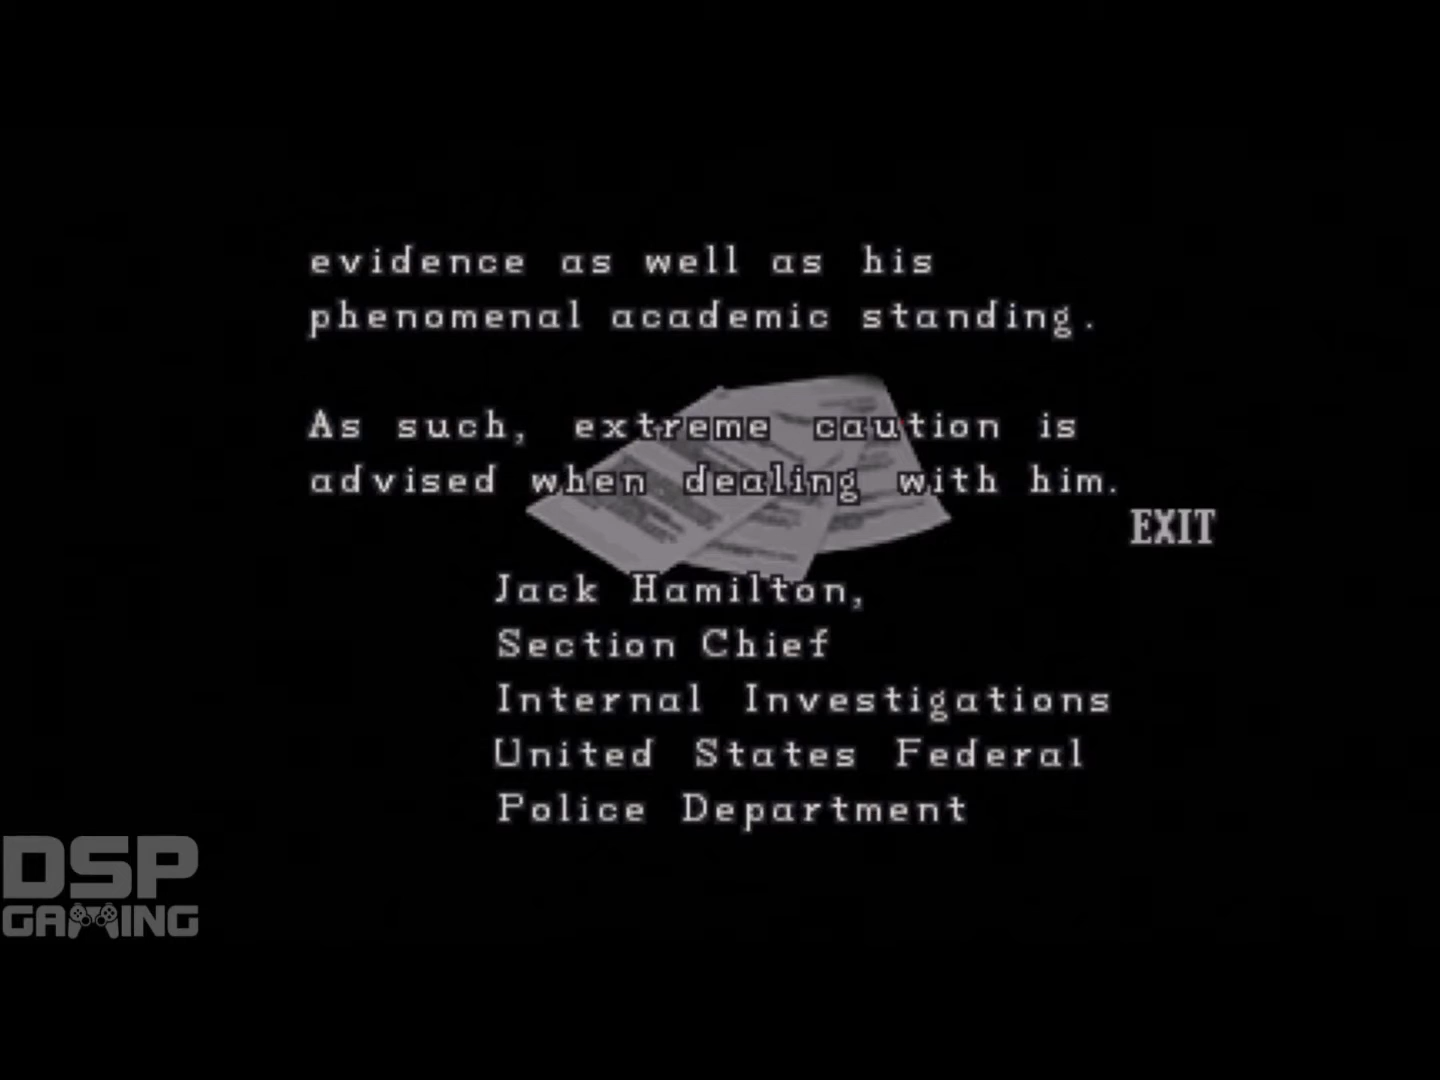 evidence as well as his
phenomenal academic standing.
As such, extreme caution is
advised when dealing with him.
EXIT
Jack Hamilton,
Section Chief
Internal Investigations
United States Federal
Police Department
DSP
GAMING